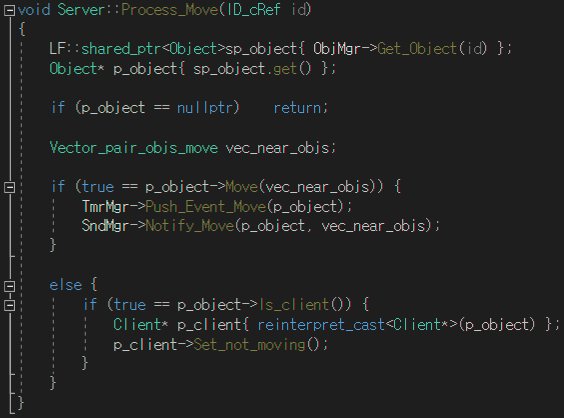 void Server::Process_Move(ID_cRef id)
{
LF::shared_ptr<Object>sp_object{ ObjMgr->Get_Object(id) };
Object* p_object{ sp_object.get() };
if (p_object == nullptr)    return;
Vector_pair_objs_move vec_near_objs;
if (true == p_object->Move(vec_near_objs)) {
TmrMgr->Push_Event_Move(p_object);
SndMgr->Notify_Move(p_object, vec_near_objs);
}
else {
if (true == p_object->Is_client()) {
Client* p_client{ reinterpret_cast<Client*>(p_object) };
p_client->Set_not_moving();
}
}
}